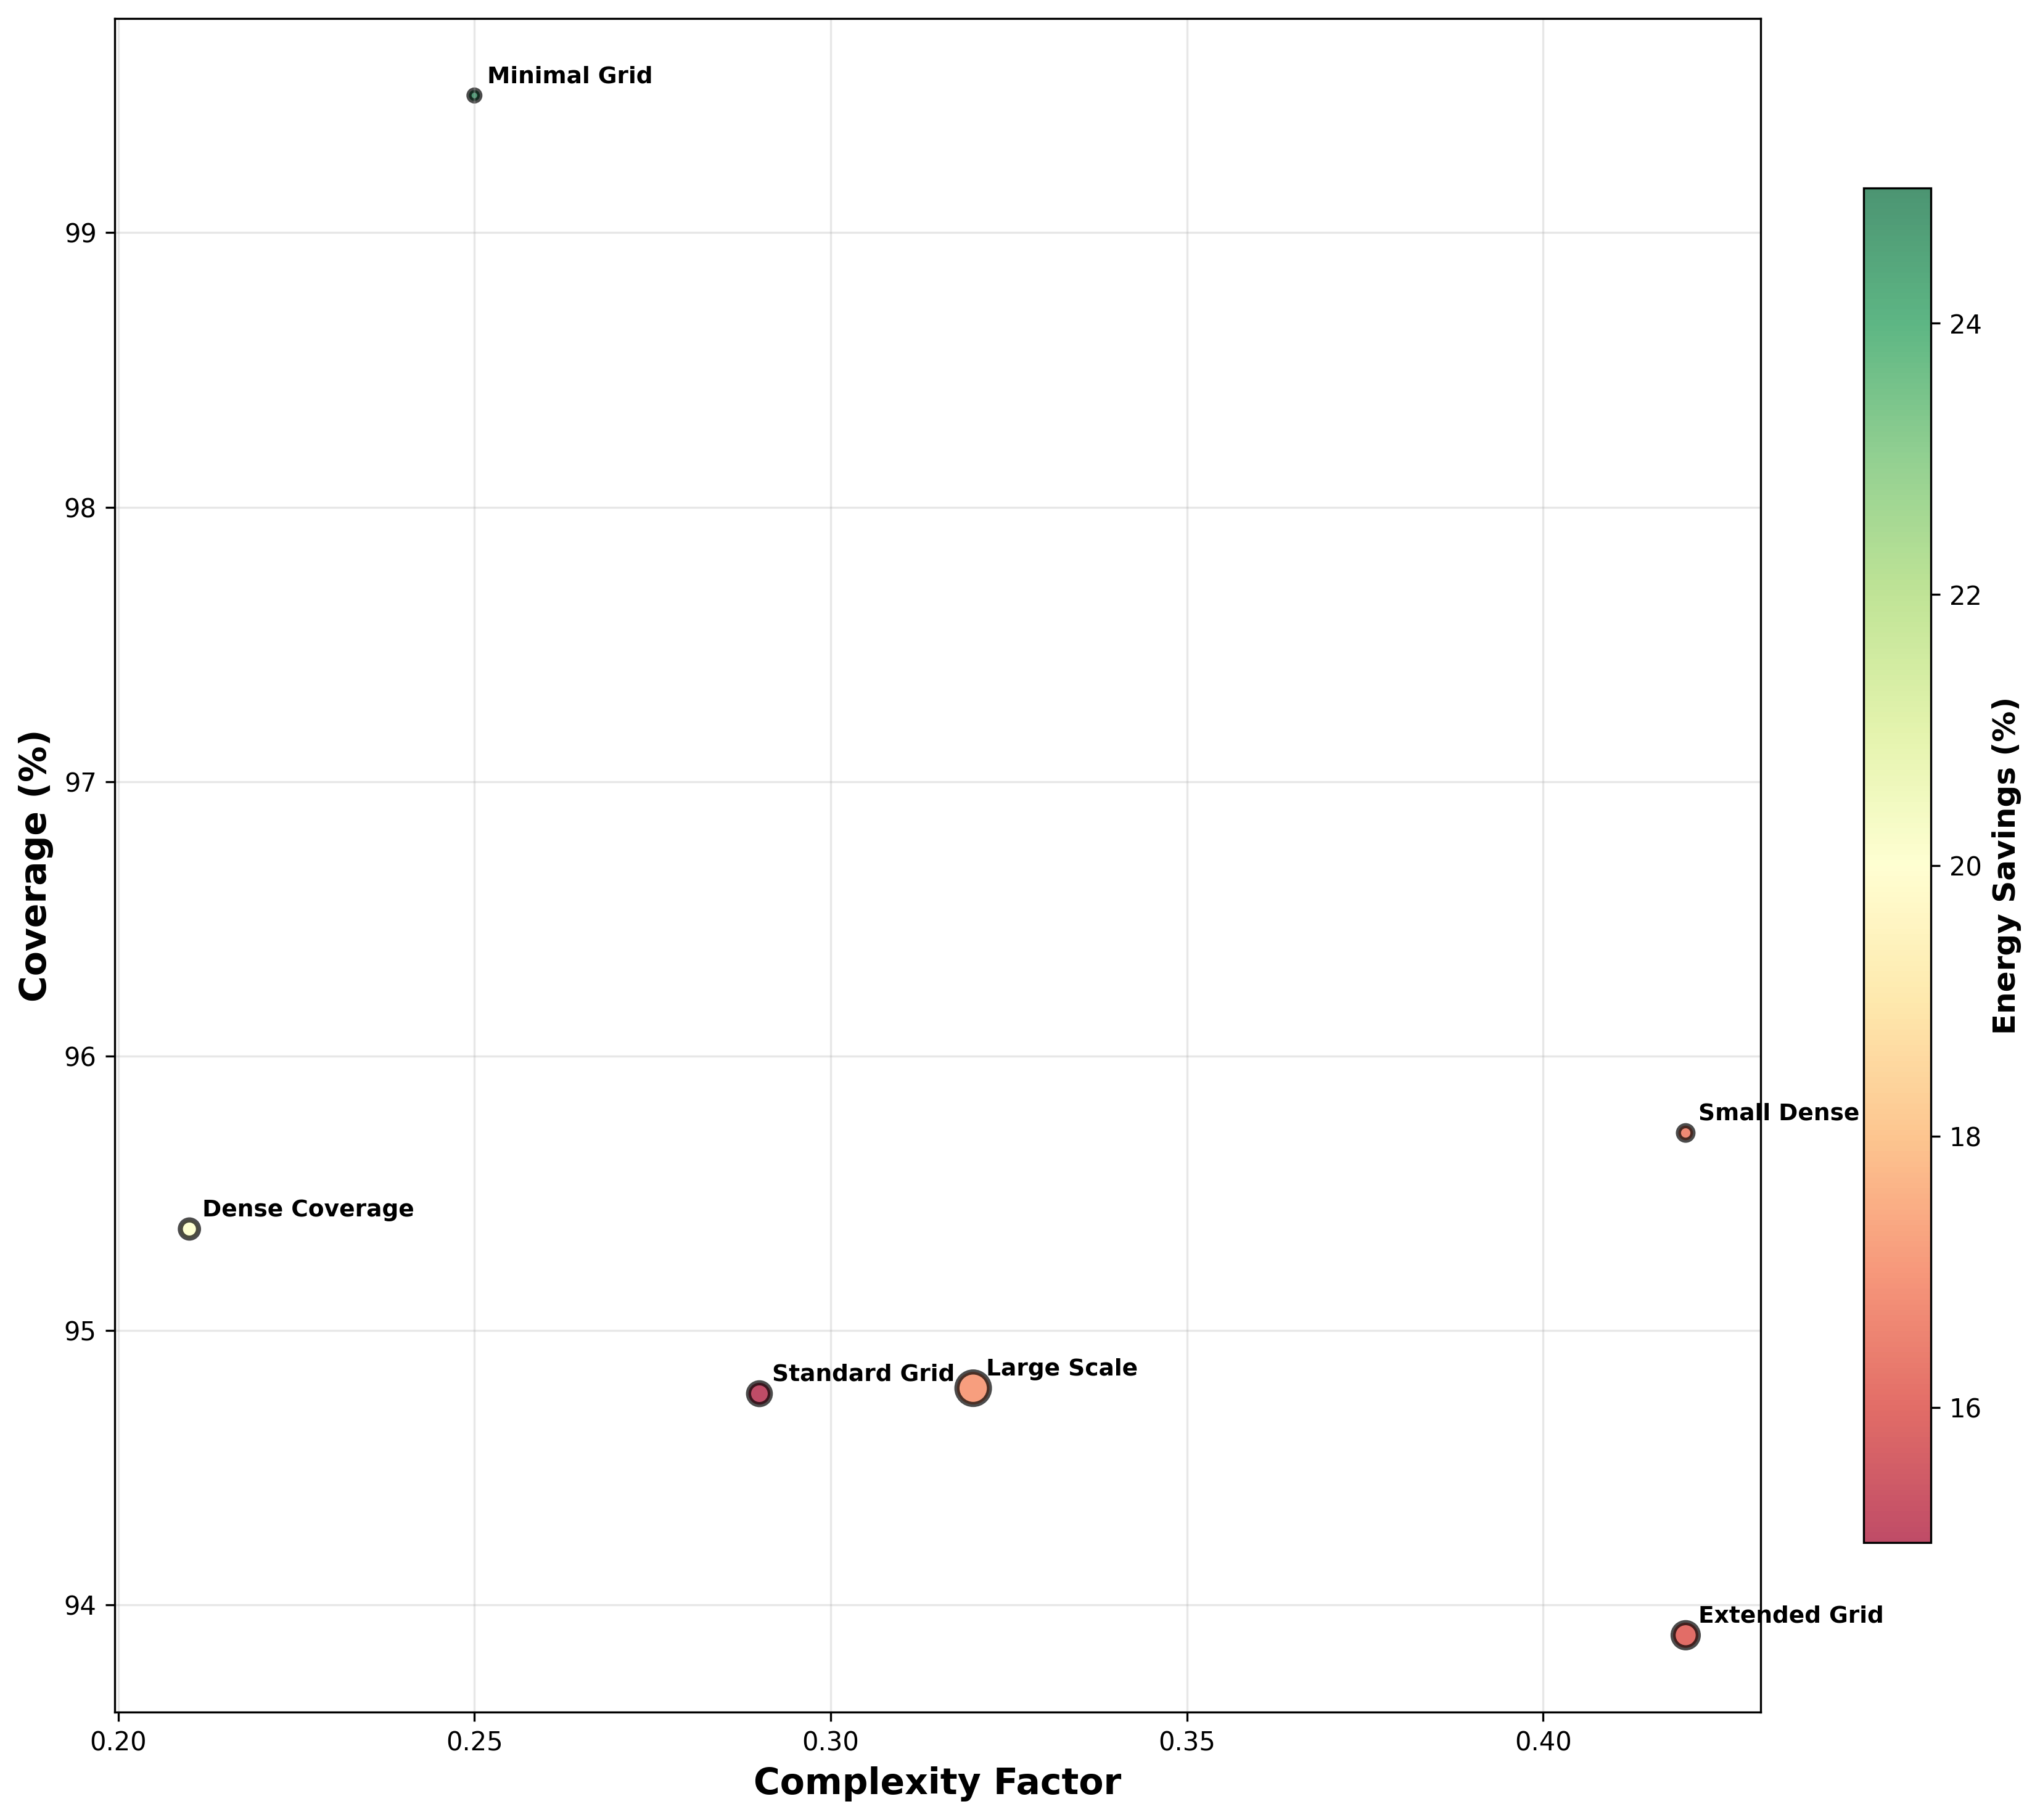 Minimal Grid
99
98
97
96
95
94
Coverage (%)
Small Dense
Dense Coverage
Standard Grid
Large Scale
Extended Grid
0.20
0.25
0.30
0.35
0.40
Complexity Factor
24
22
20
18
16
Energy Savings (%)